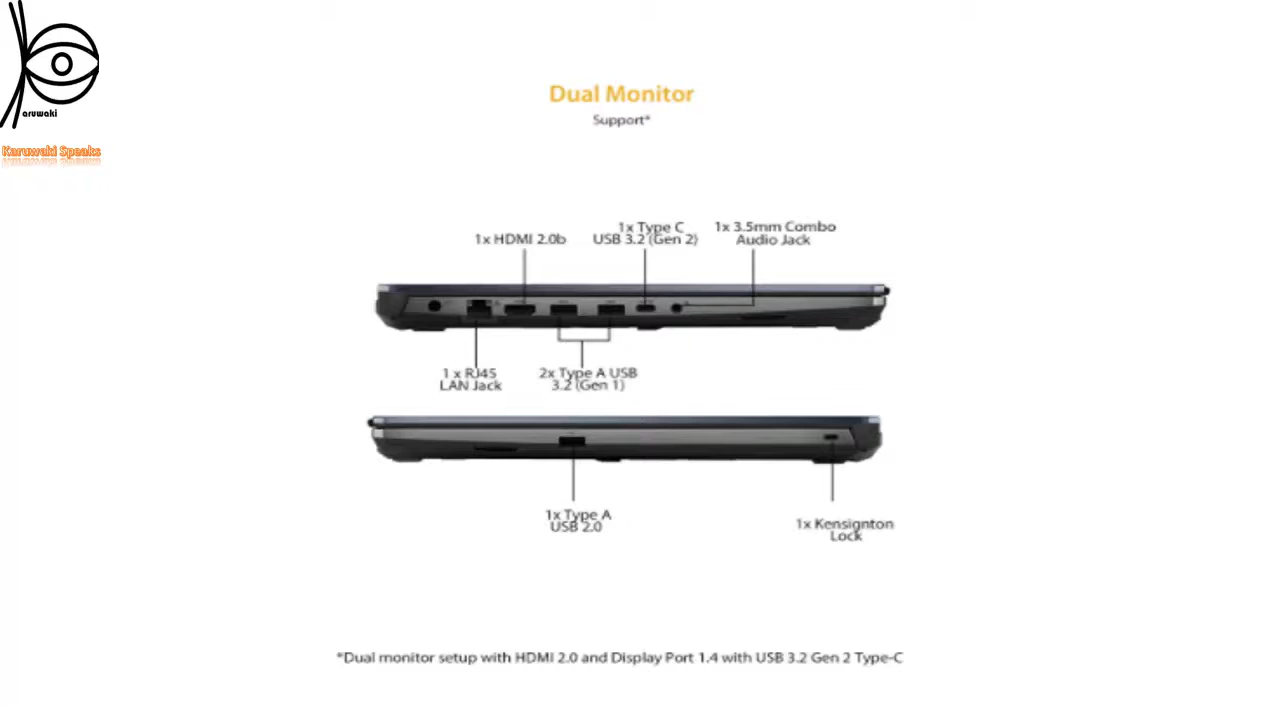 aruwaki
Karuwaki Speaks
Dual Monitor
Support*
1x HDMI 2.0b
1x Type C
USB 3.2 (Gen 2)
1x 3.5mm Combo
Audio Jack
1 x RJ45
LAN Jack
2x Type A USB
3.2 (Gen 1)
1x Type A
USB 2.0
1x Kensignton
Lock
*Dual monitor setup with HDMI 2.0 and Display Port 1.4 with USB 3.2 Gen 2 Type-C